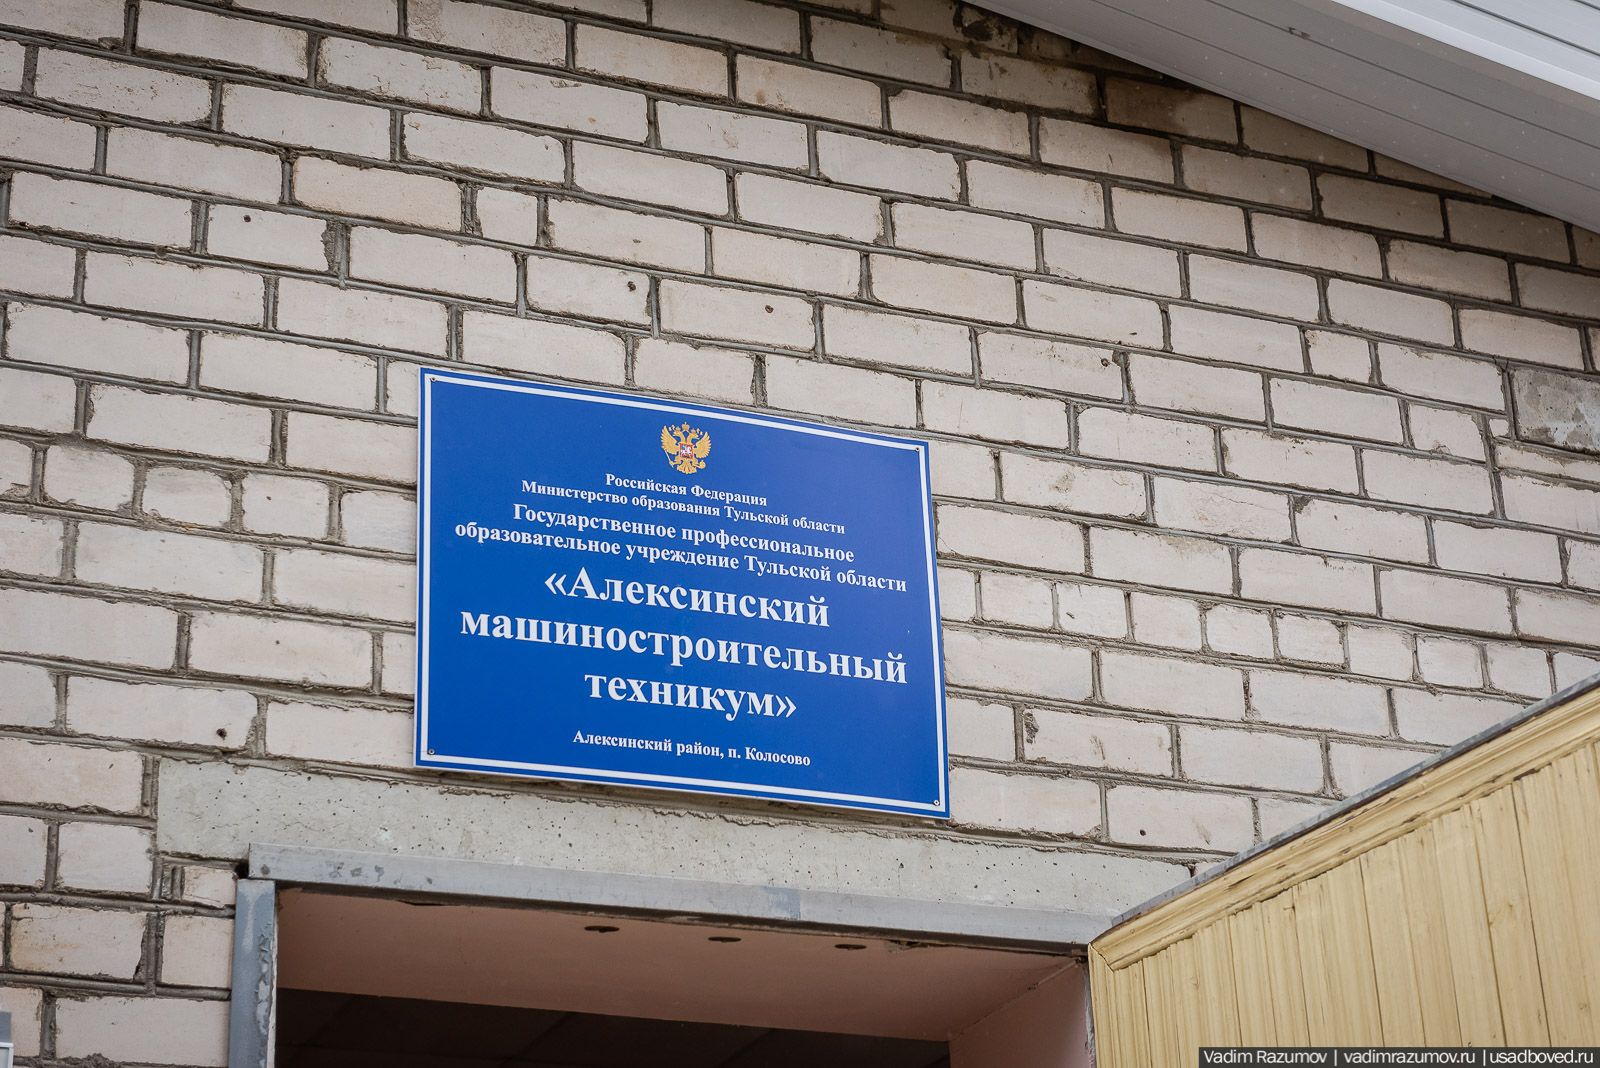 Российская Федерация
Министерство образования Тульской области
Государственное профессиональное
образовательное учреждение Тульской области
«Алексинский
машиностроительный
техникум»
Алексинский район, п. Колосово
Vadim Razumov | vadimrazumov.ru | usadboved.ru